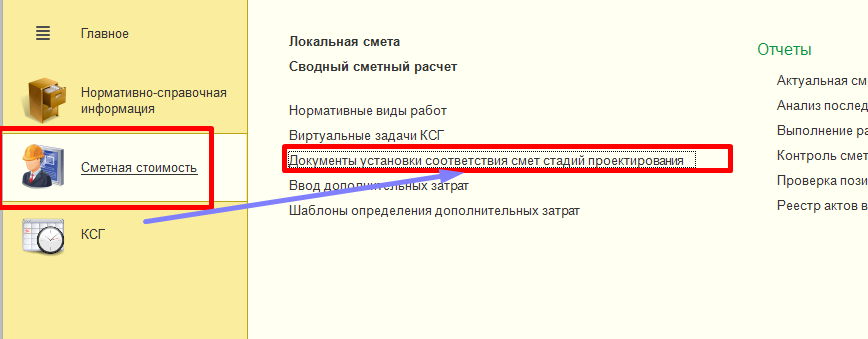 Главное
Нормативно-справочная
информация
Сметная стоимость
КСГ
Локальная смета
Сводный сметный расчет
Нормативные виды работ
Виртуальные задачи КСГ
Документы установки соответствия смет стадий проектирования
Ввод дополнительных затрат
Шаблоны определения дополнительных затрат
Отчеты
Актуальная см
Анализ послед
Выполнение ра
Контроль смет
Проверка пози
Реестр актов в